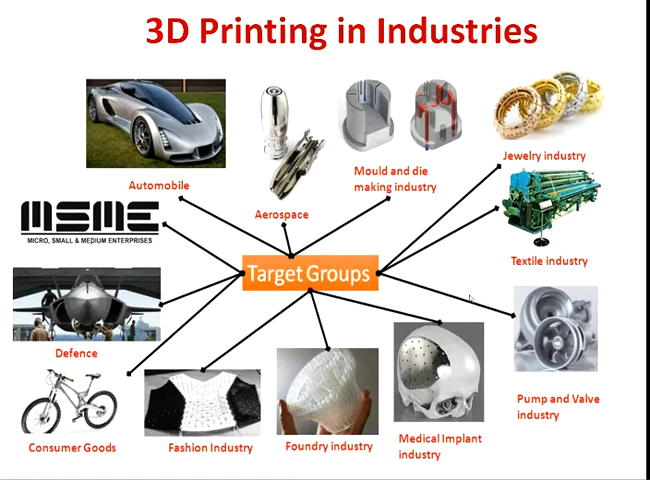 3D Printing in Industries
Automobile
Aerospace
Mould and die
making industry
Jewelry industry
MSME
MICRO, SMALL & MEDIUM ENTERPRISES
Target Groups
Textile industry
Defence
Pump and Valve
industry
Consumer Goods
Fashion Industry
Foundry industry
Medical Implant
industry